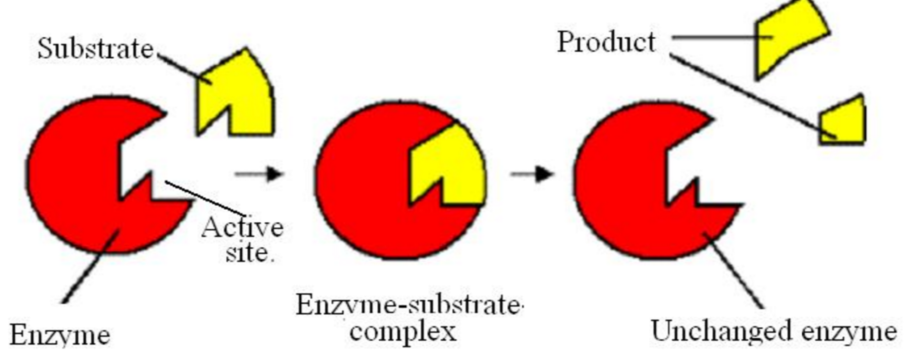 Substrate
Product
Active
site.
Enzyme
Enzyme-substrate
complex
Unchanged enzyme